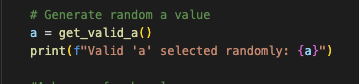 # Generate random a value
a = get_valid_a()
print(f"Valid 'a' selected randomly: {a}")